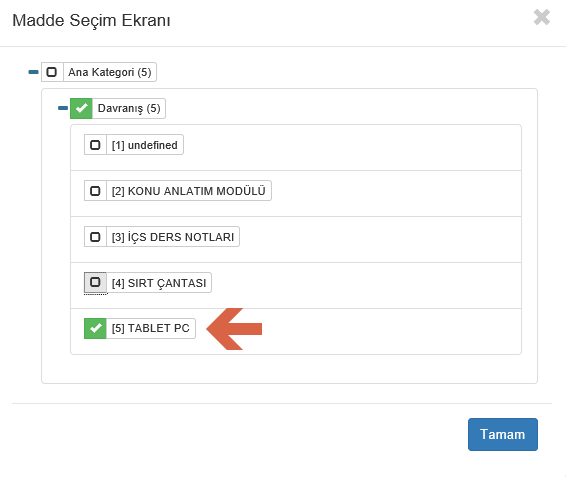 Madde Seçim Ekranı
Ana Kategori (5)
Davranış (5)
[1] undefined
[2] KONU ANLATIM MODÜLÜ
[3] İÇS DERS NOTLARI
[4] SIRT ÇANTASI
[5] TABLET PC
Tamam